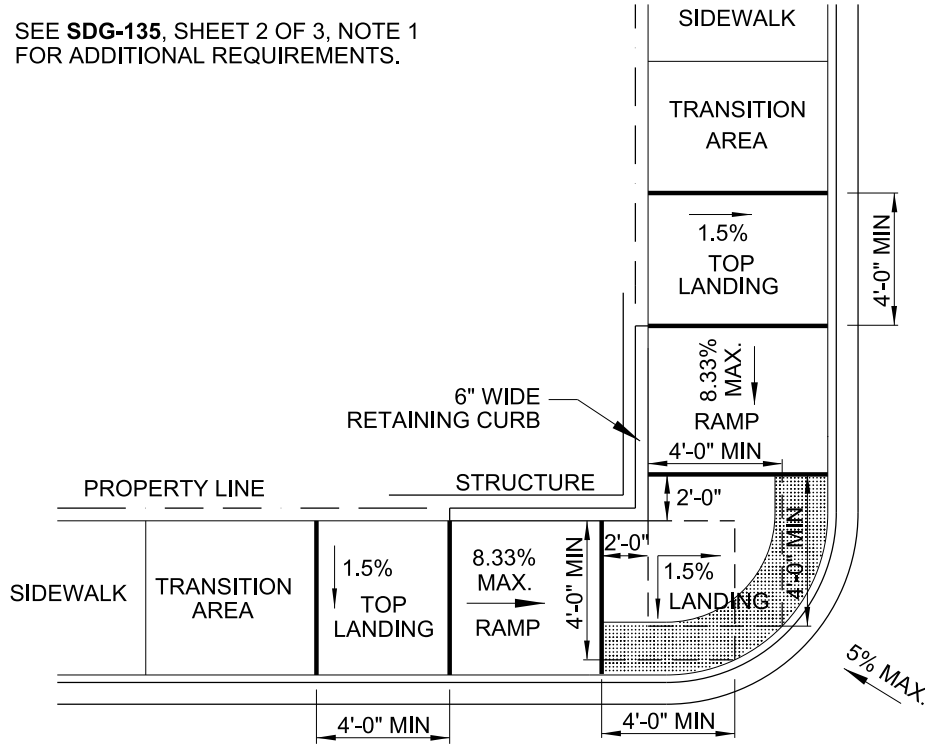 SEE SDG-135, SHEET 2 OF 3, NOTE 1
FOR ADDITIONAL REQUIREMENTS.
SIDEWALK
TRANSITION
AREA
1.5%
TOP
LANDING
4'-0" MIN
8.33%
MAX.
RAMP
4'-0" MIN
6" WIDE
RETAINING CURB
PROPERTY LINE
STRUCTURE
2'-0"
4'-0" MIN
SIDEWALK
TRANSITION
AREA
1.5%
TOP
LANDING
8.33%
MAX.
RAMP
4'-0" MIN
2'-0"
1.5%
LANDING
5% MAX.
4'-0" MIN
4'-0" MIN